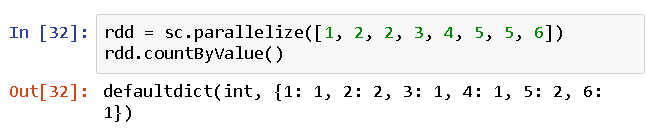 In [32]: rdd = sc.parallelize([1, 2, 2, 3, 4, 5, 5, 6])
rdd.countByValue()
Out[32]: defaultdict(int, {1: 1, 2: 2, 3: 1, 4: 1, 5: 2, 6:
1})